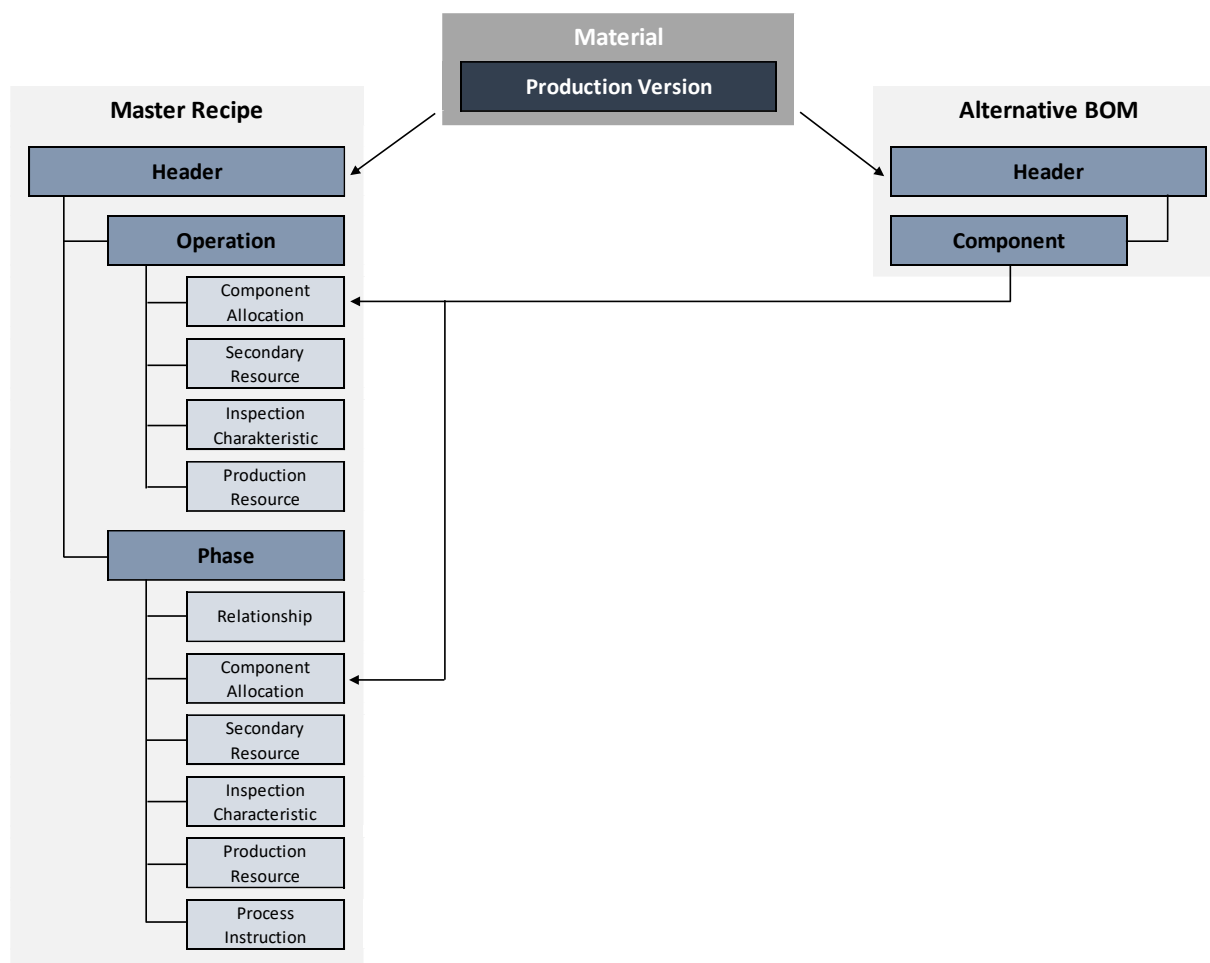 Material
Production Version
Master Recipe
Header
Operation
Component
Allocation
Secondary
Resource
Inspection
Charakteristic
Production
Resource
Phase
Relationship
Component
Allocation
Secondary
Resource
Inspection
Characteristic
Production
Resource
Process
Instruction
Alternative BOM
Header
Component